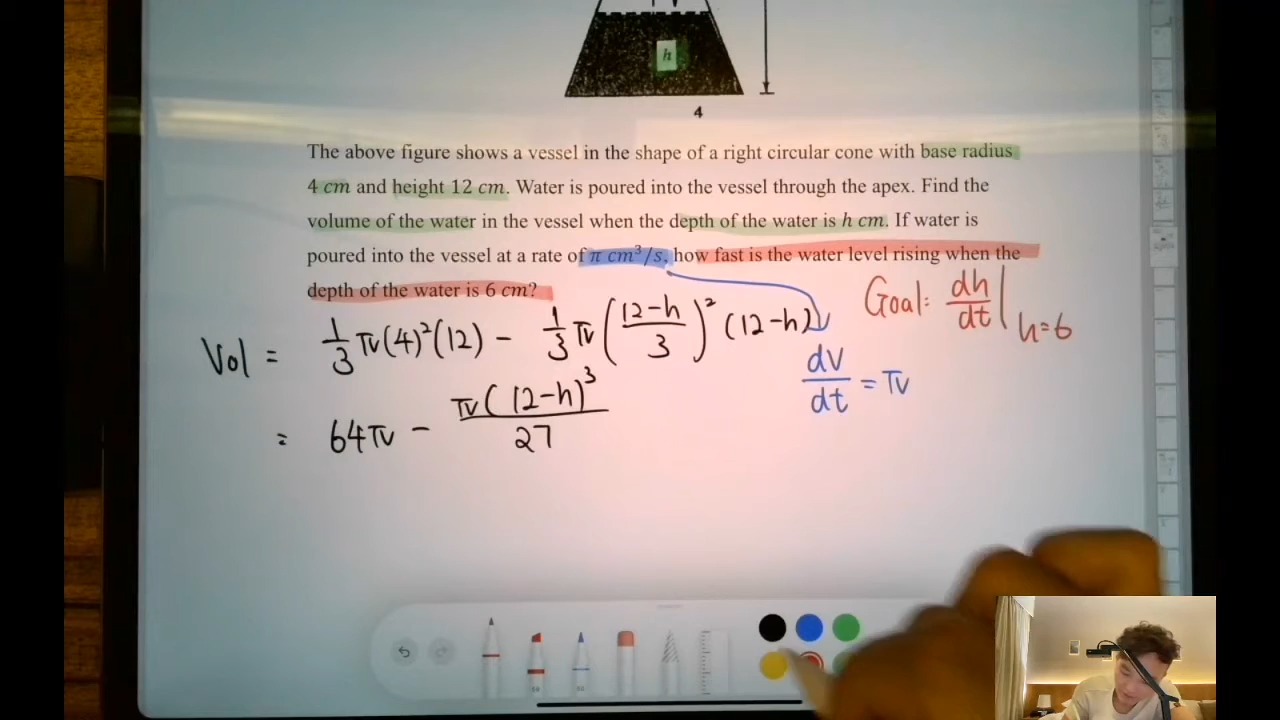 h
4
The above figure shows a vessel in the shape of a right circular cone with base radius
4 cm and height 12 cm. Water is poured into the vessel through the apex. Find the
volume of the water in the vessel when the depth of the water is h cm. If water is
poured into the vessel at a rate of π cm³/s, how fast is the water level rising when the
depth of the water is 6 cm?
Goal: dh/dt | h=6
Vol = 1/3 π(4)²(12) - 1/3 π((12-h)/3)²(12-h)
dV/dt = π
= 64π - π(12-h)³/27